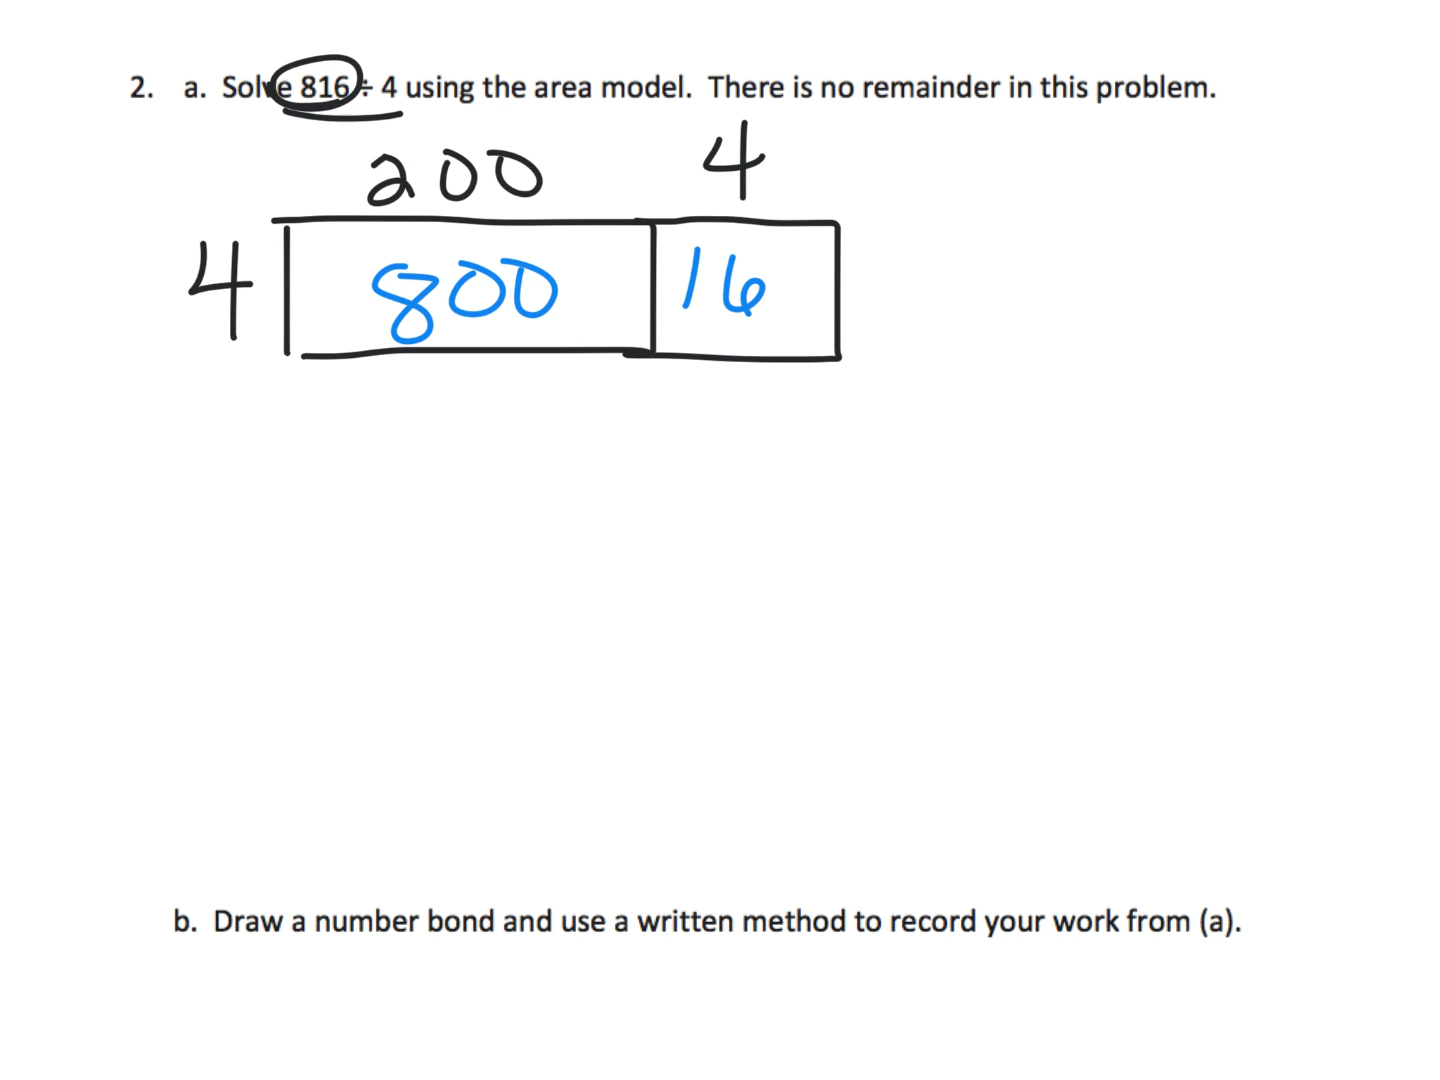 2. a. Solve 816 ÷ 4 using the area model. There is no remainder in this problem.
200 4
4 800 16
b. Draw a number bond and use a written method to record your work from (a).